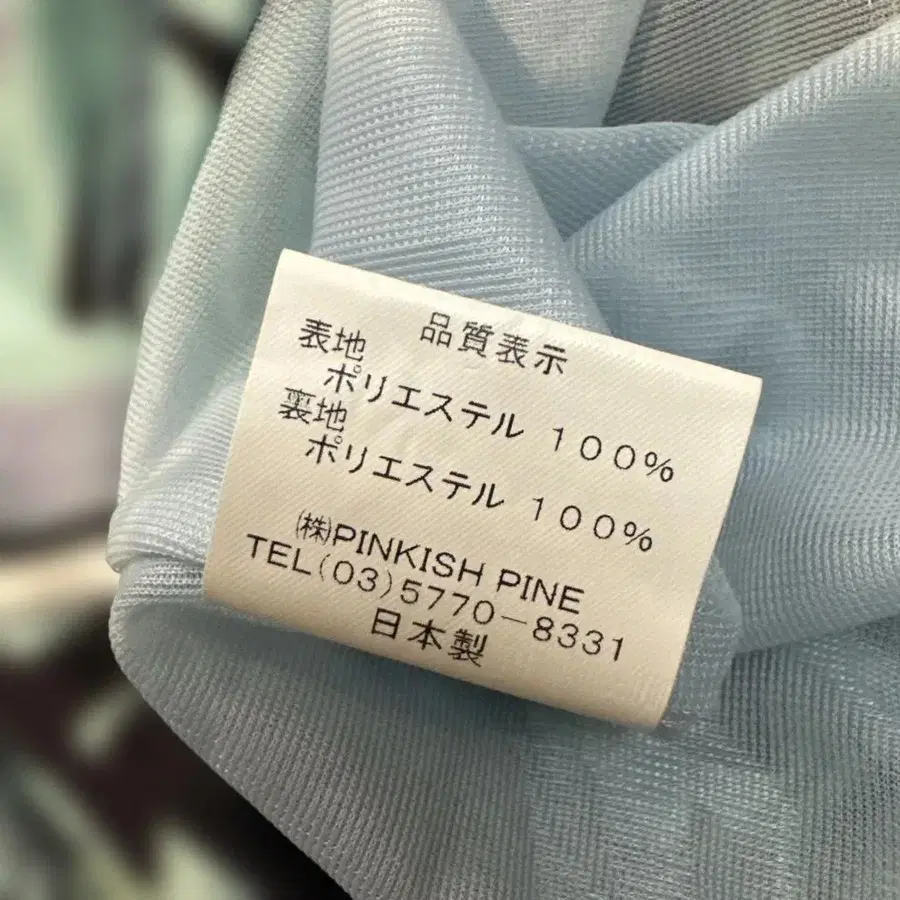 品質表示
表地
ポリエステル 100%
裏地
ポリエステル 100%
㈱PINKISH PINE
TEL(03)5770-8331
日本製